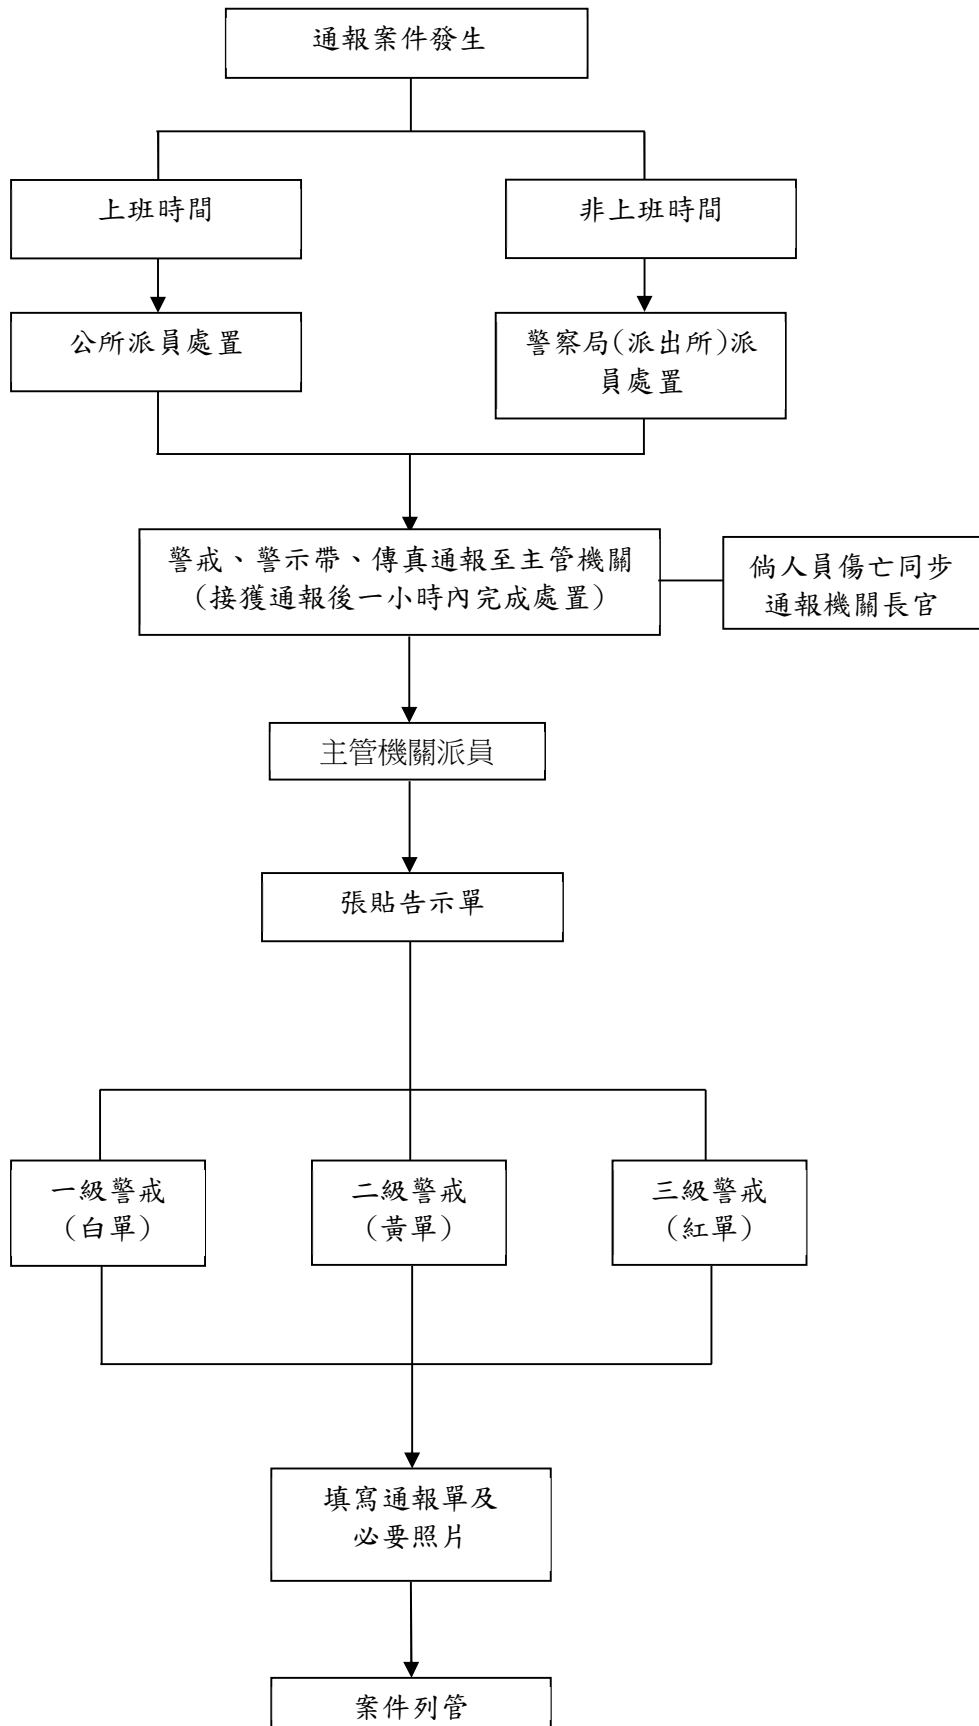 通報案件發生
上班時間
非上班時間
公所派員處置
警察局(派出所)派
員處置
警戒、警示帶、傳真通報至主管機關
(接獲通報後一小時內完成處置)
倘人員傷亡同步
通報機關長官
主管機關派員
張貼告示單
一級警戒
(白單)
二級警戒
(黃單)
三級警戒
(紅單)
填寫通報單及
必要照片
案件列管